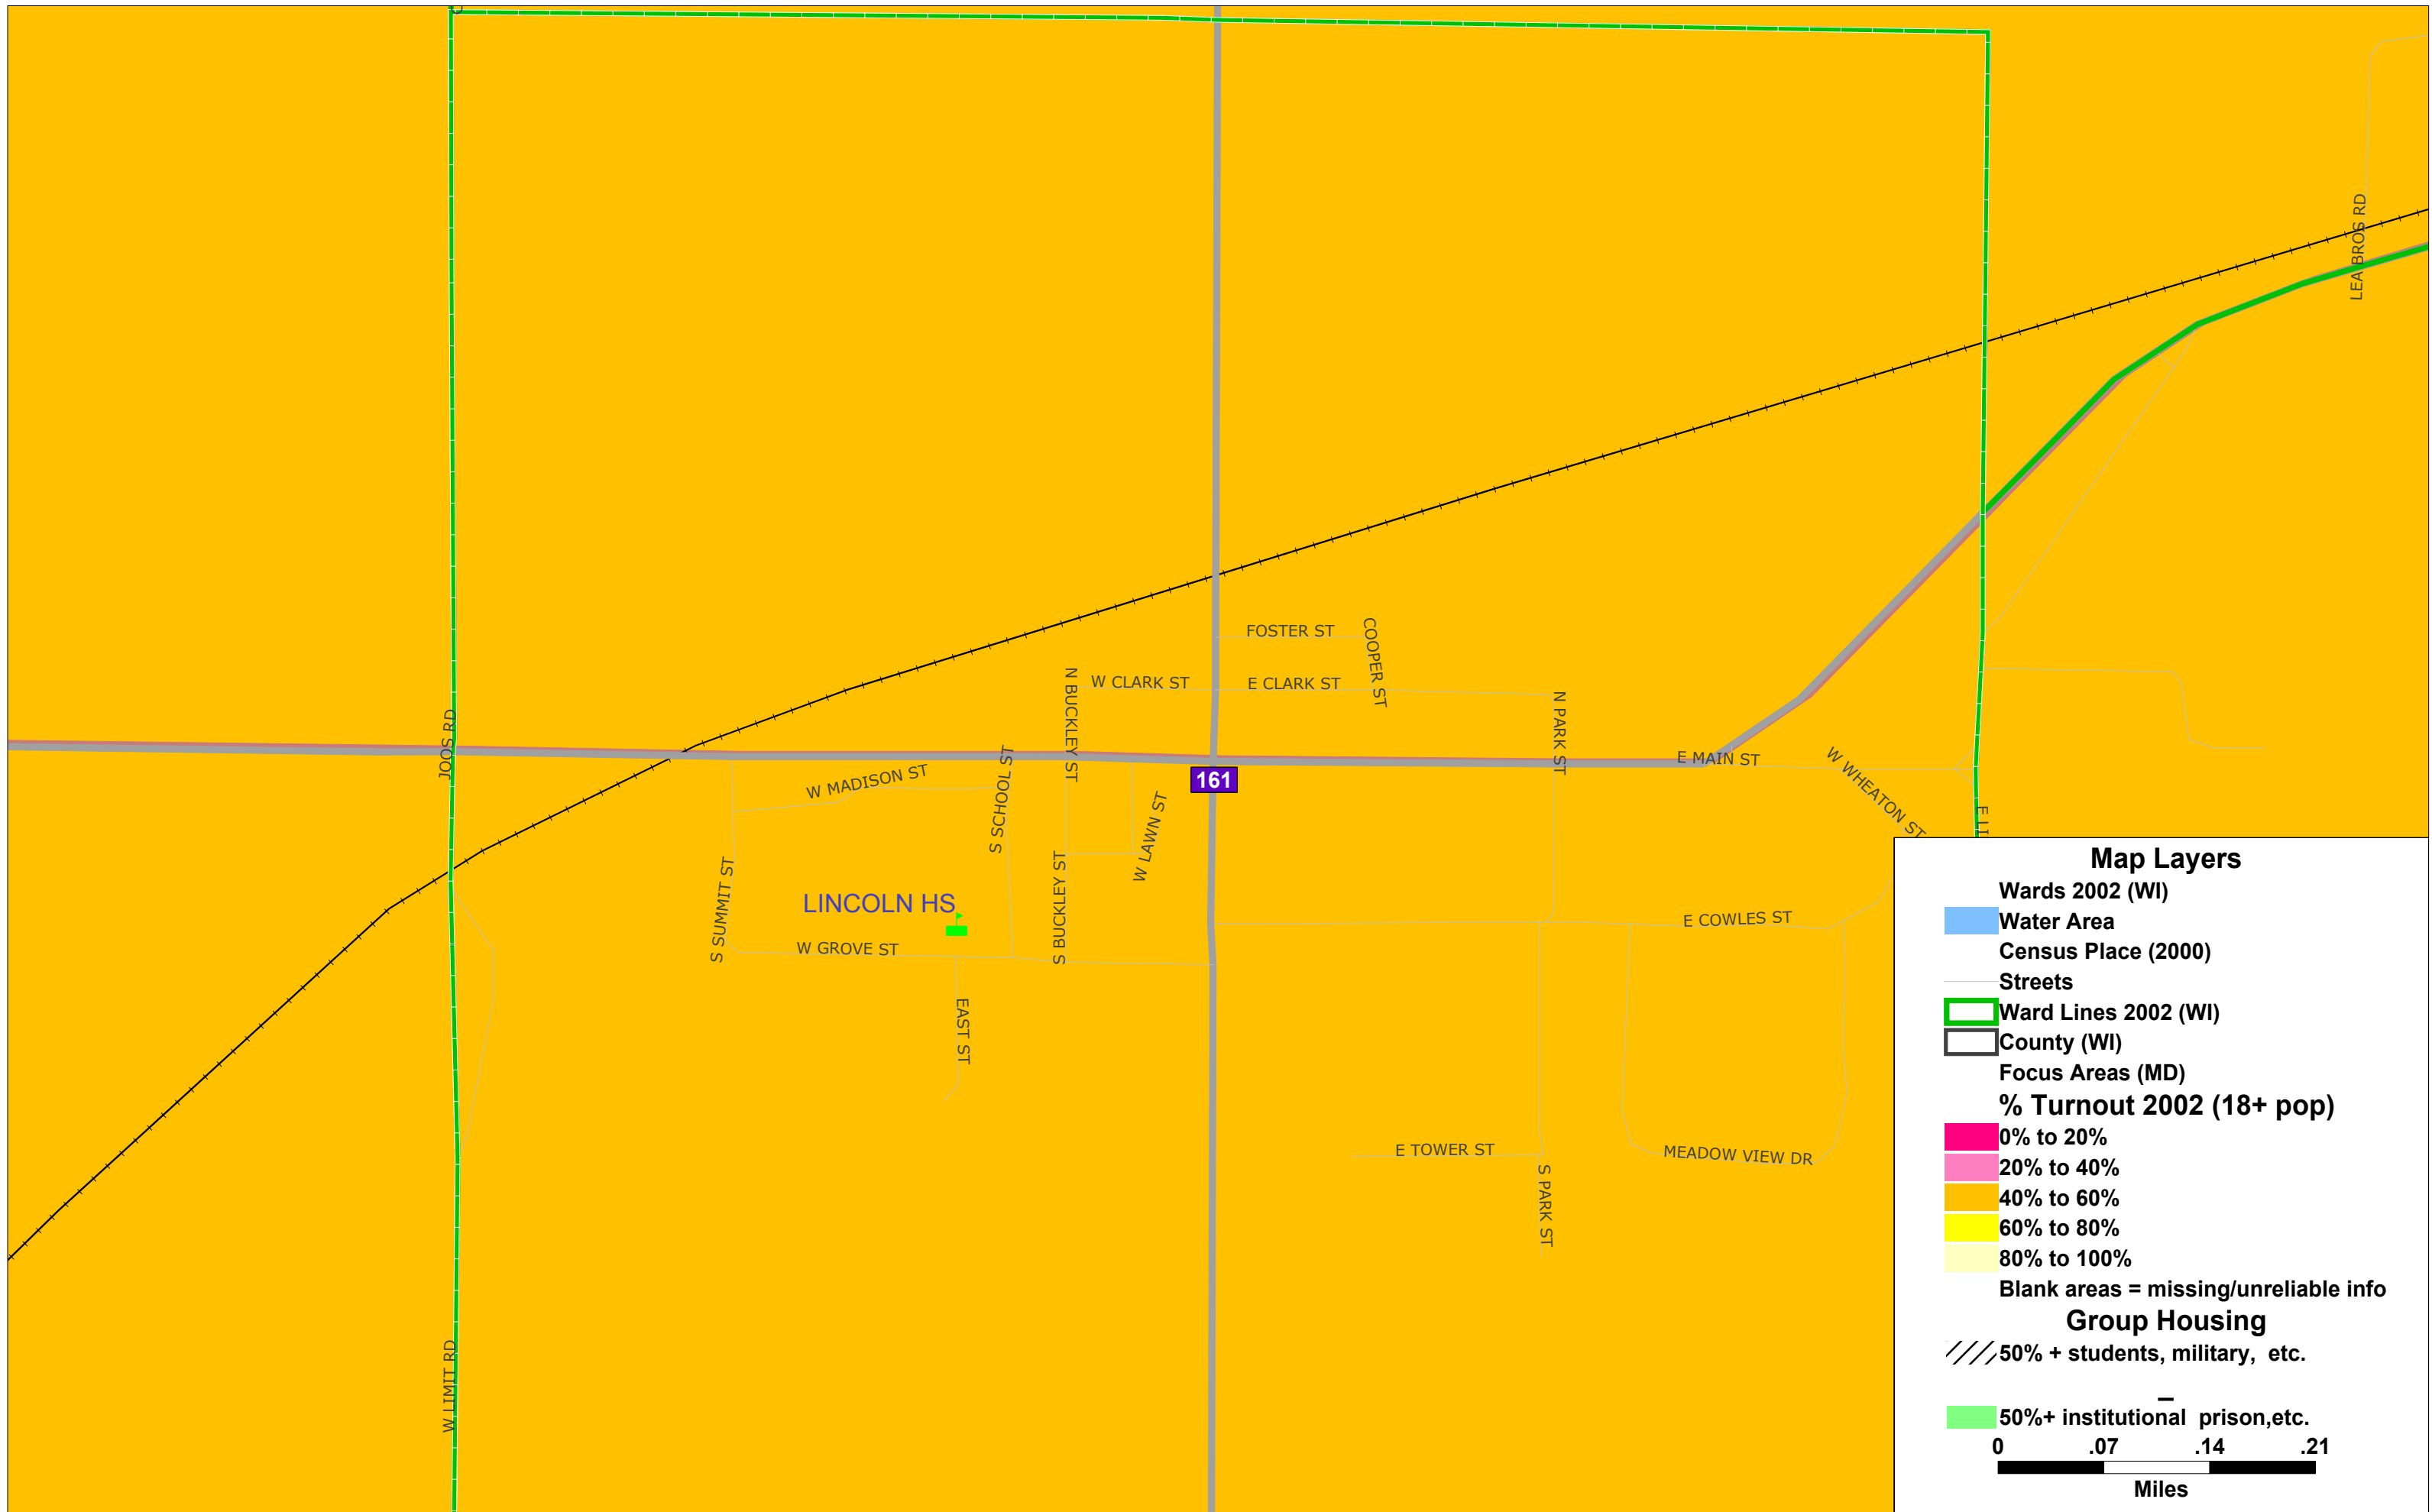 LEA BROS RD
FOSTER ST
COOPER ST
W CLARK ST
E CLARK ST
N BUCKLEY ST
N PARK ST
JOOS RD
E MAIN ST
W WHEATON ST
161
W MADISON ST
S SCHOOL ST
W LAWN ST
E LI
S SUMMIT ST
LINCOLN HS
S BUCKLEY ST
W GROVE ST
E COWLES ST
EAST ST
E TOWER ST
MEADOW VIEW DR
S PARK ST
W LIMIT RD
Map Layers
Wards 2002 (WI)
Water Area
Census Place (2000)
Streets
Ward Lines 2002 (WI)
County (WI)
Focus Areas (MD)
% Turnout 2002 (18+ pop)
0% to 20%
20% to 40%
40% to 60%
60% to 80%
80% to 100%
Blank areas = missing/unreliable info
Group Housing
50% + students, military, etc.
50%+ institutional prison,etc.
0 .07 .14 .21
Miles